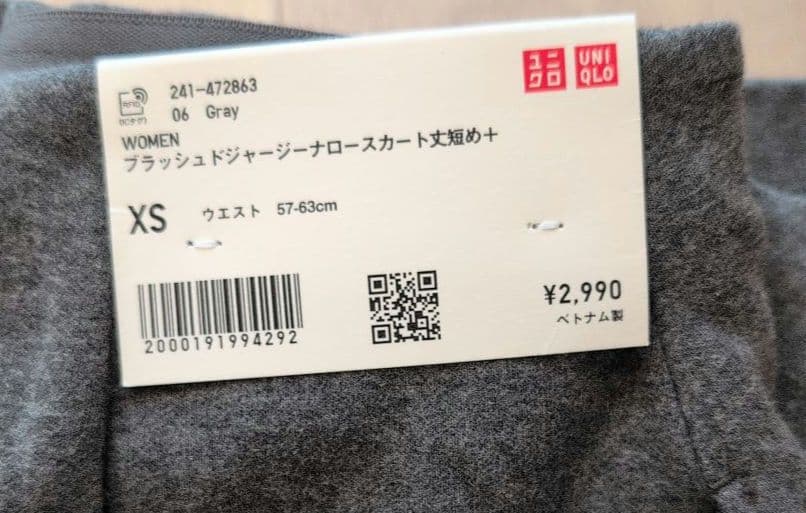 ユニクロ
UNIQLO
241-472863
06 Gray
RFID
WOMEN
ブラッシュドジャージーナロースカート丈短め＋
XS ウエスト 57-63cm
¥2,990
2000191994292
ベトナム製